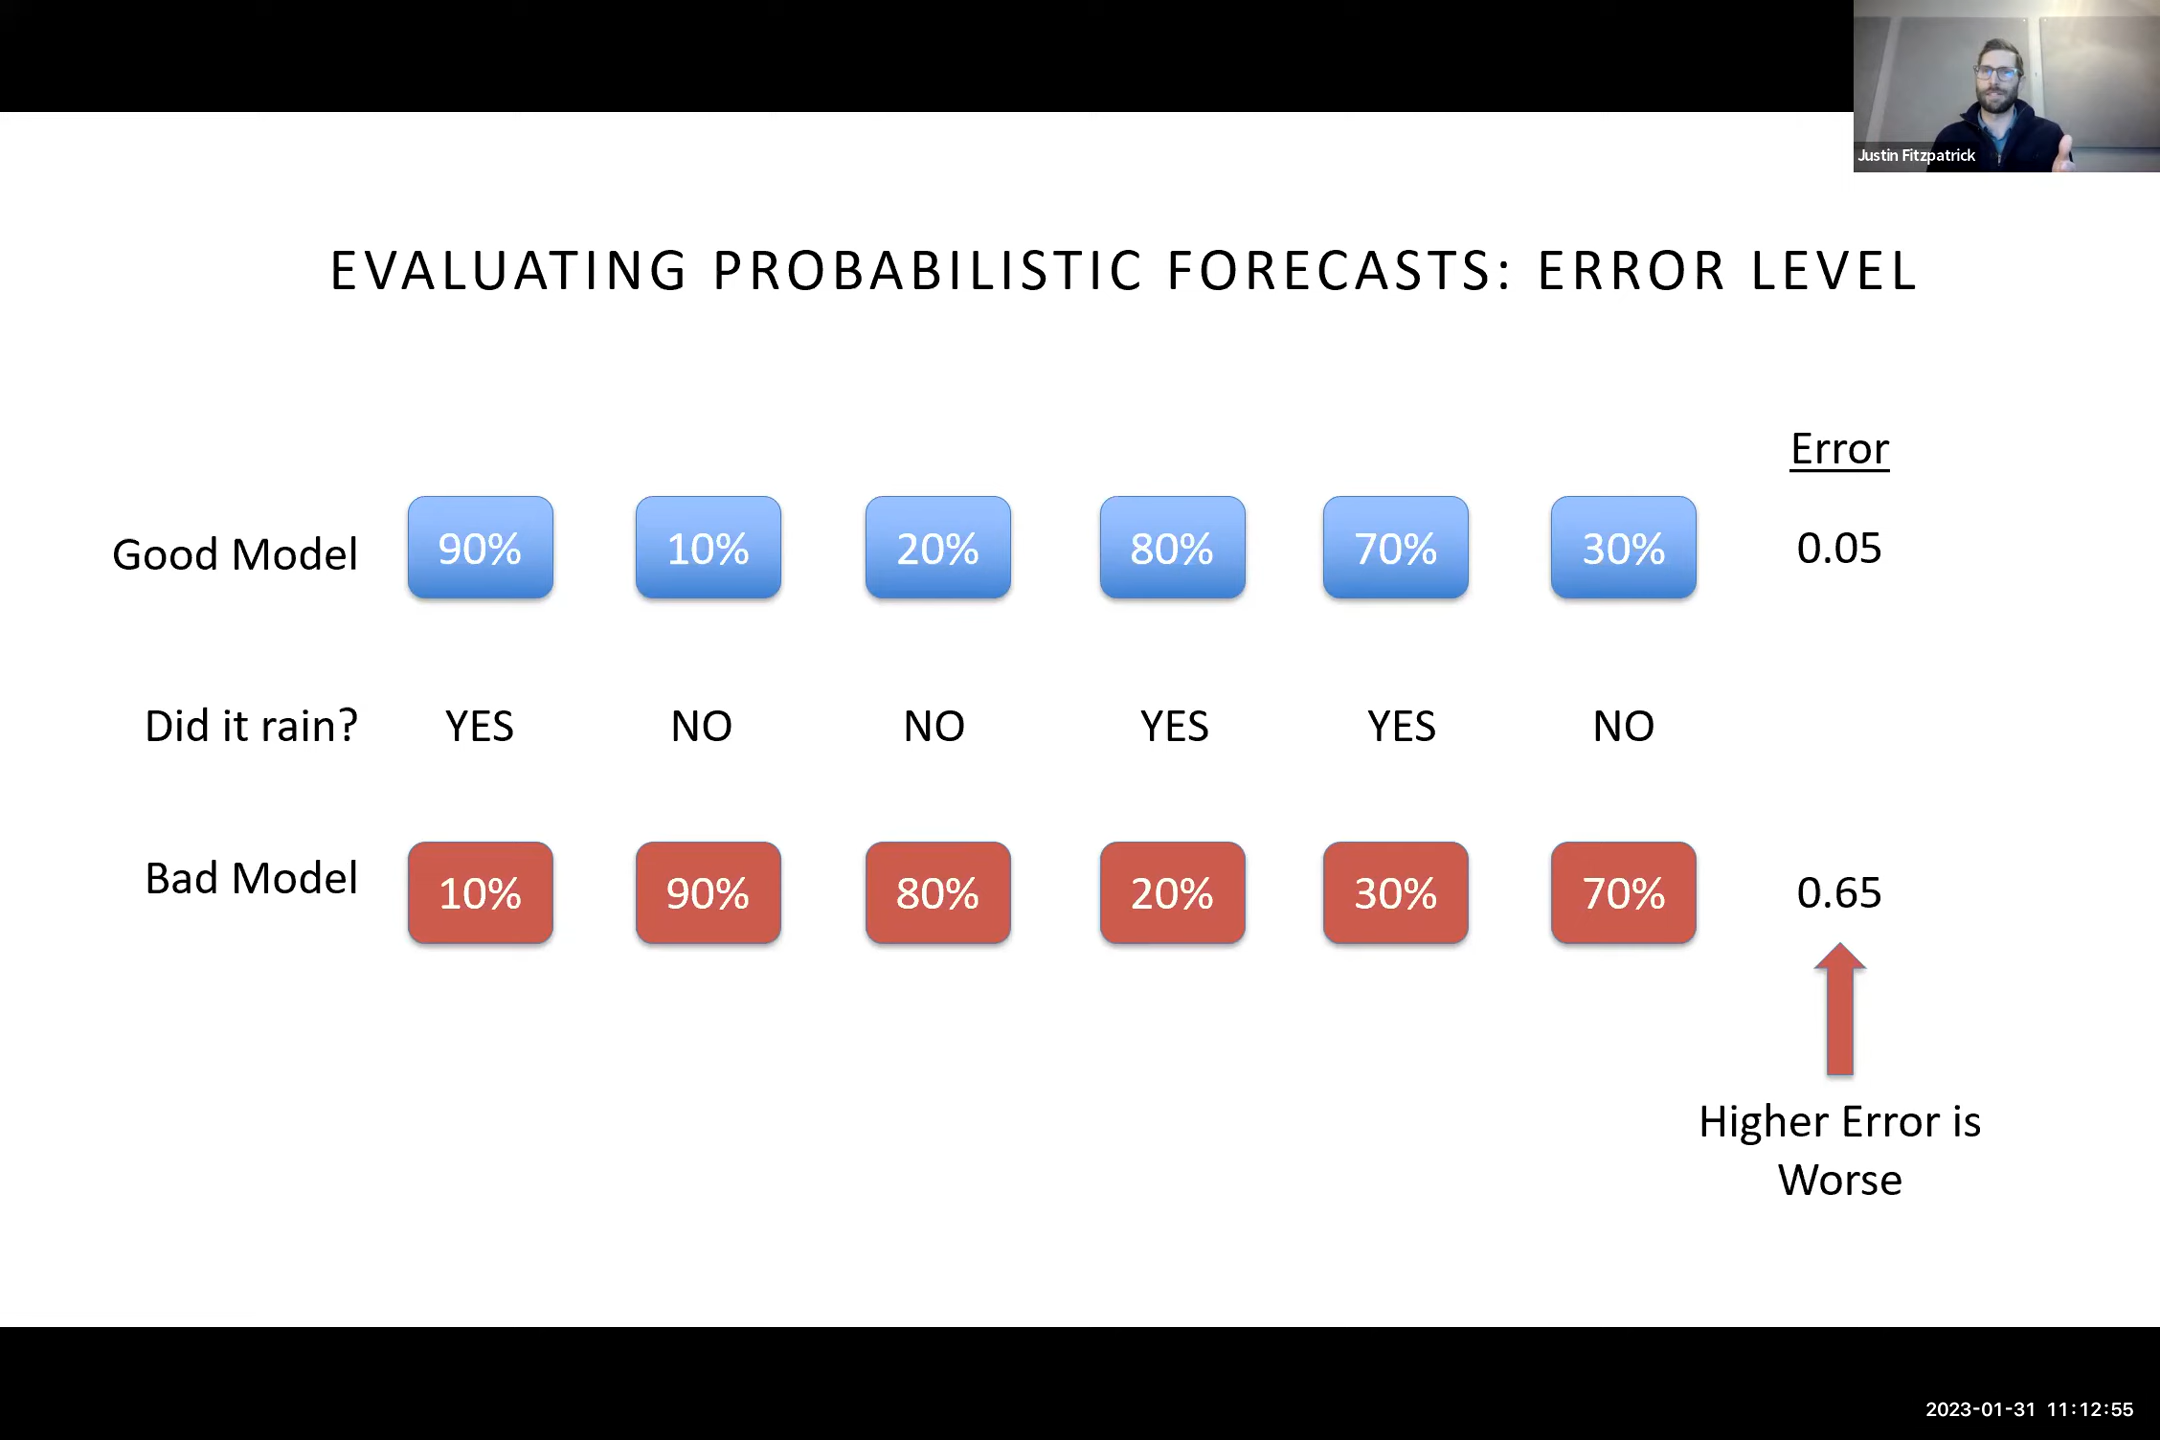 Justin Fitzpatrick
EVALUATING PROBABILISTIC FORECASTS: ERROR LEVEL
Error
Good Model 90% 10% 20% 80% 70% 30% 0.05
Did it rain? YES NO NO YES YES NO
Bad Model 10% 90% 80% 20% 30% 70% 0.65
Higher Error is
Worse
2023-01-31 11:12:55